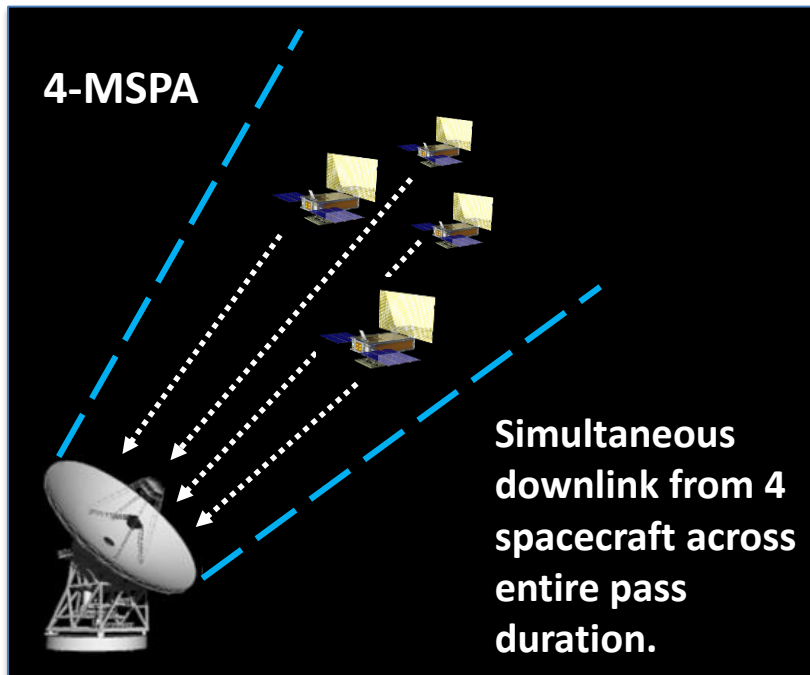 4-MSPA
Simultaneous
downlink from 4
spacecraft across
entire pass
duration.